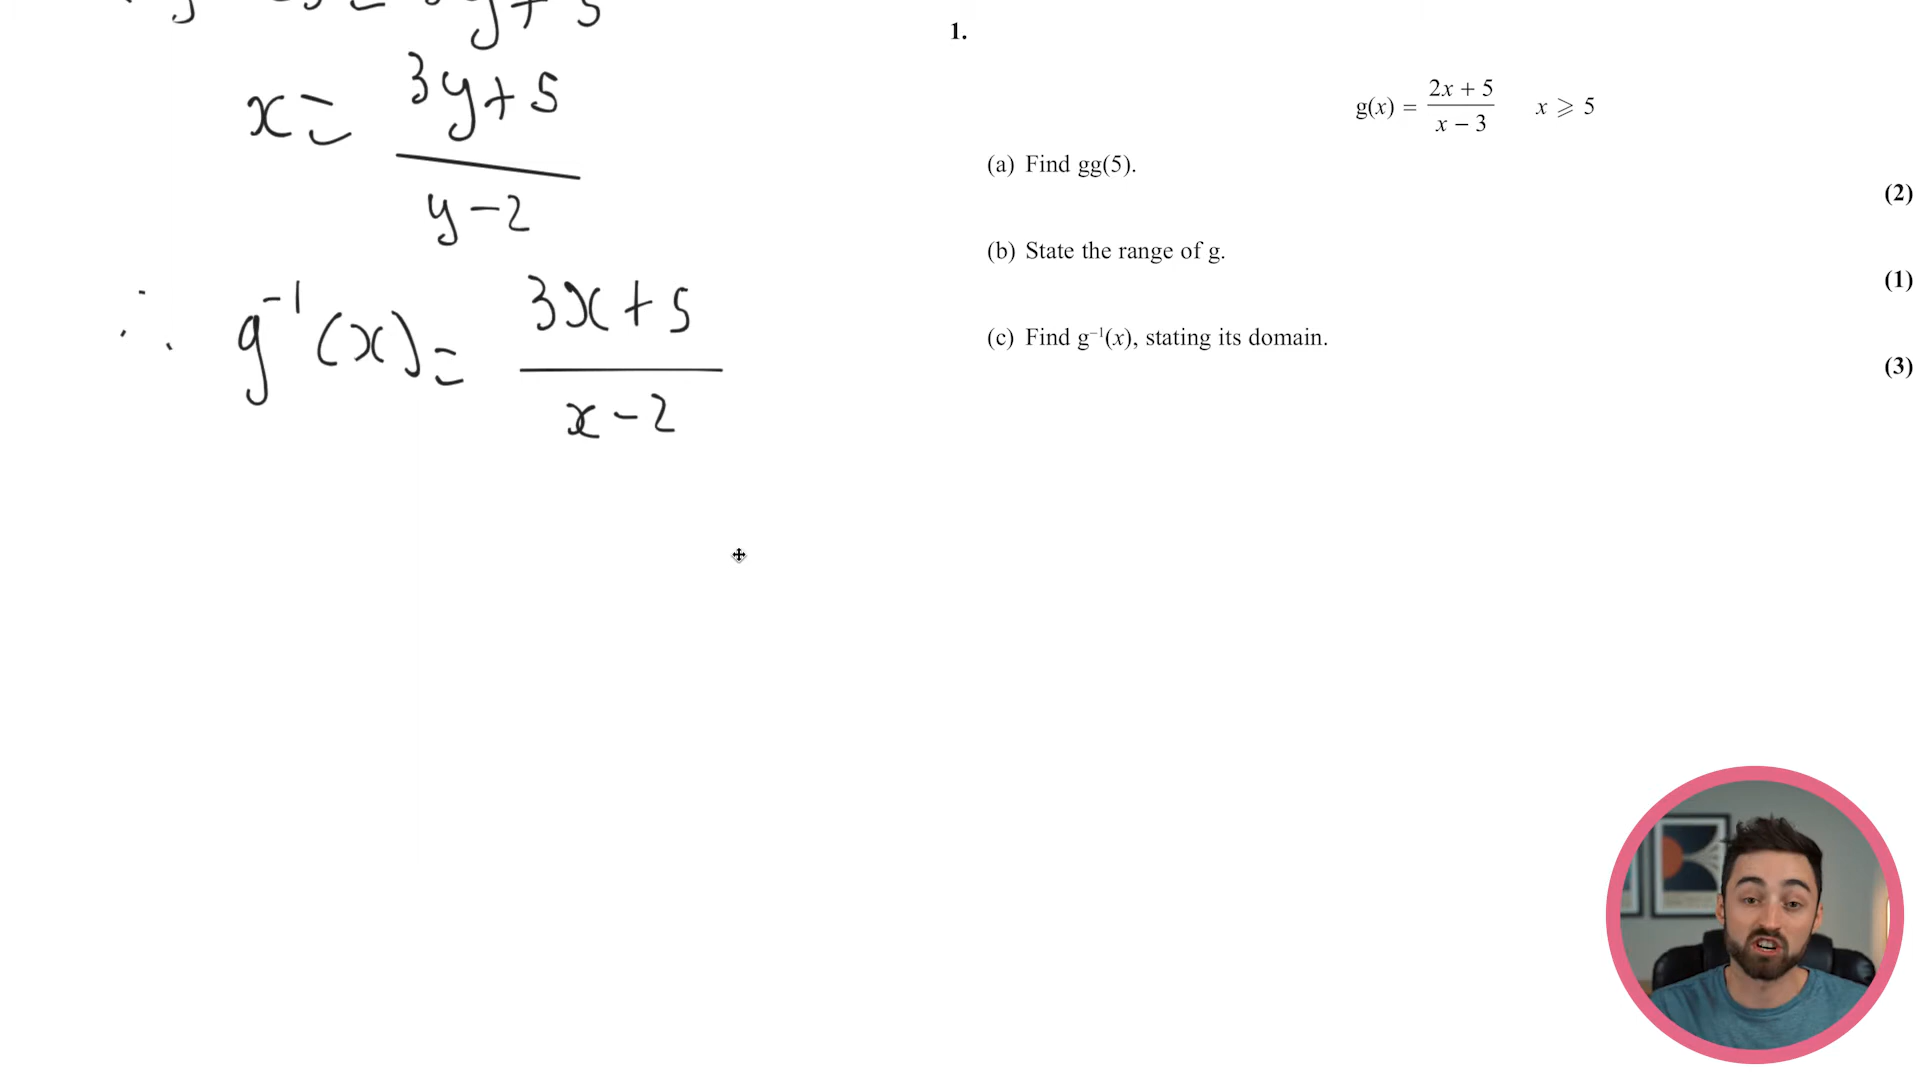 x = 3y + 5
y - 2
∴ g⁻¹(x) = 3x + 5
x - 2
1.
g(x) = 2x + 5
x − 3
x ⩾ 5
(a) Find gg(5).
(2)
(b) State the range of g.
(1)
(c) Find g⁻¹(x), stating its domain.
(3)